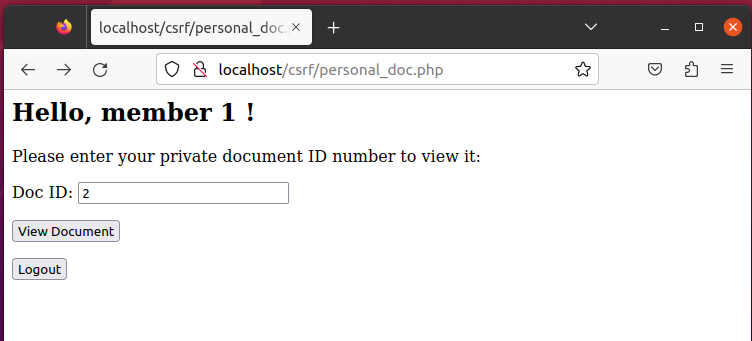 localhost/csrf/personal_doc.
localhost/csrf/personal_doc.php
Hello, member 1 !
Please enter your private document ID number to view it:
Doc ID: 2
View Document
Logout